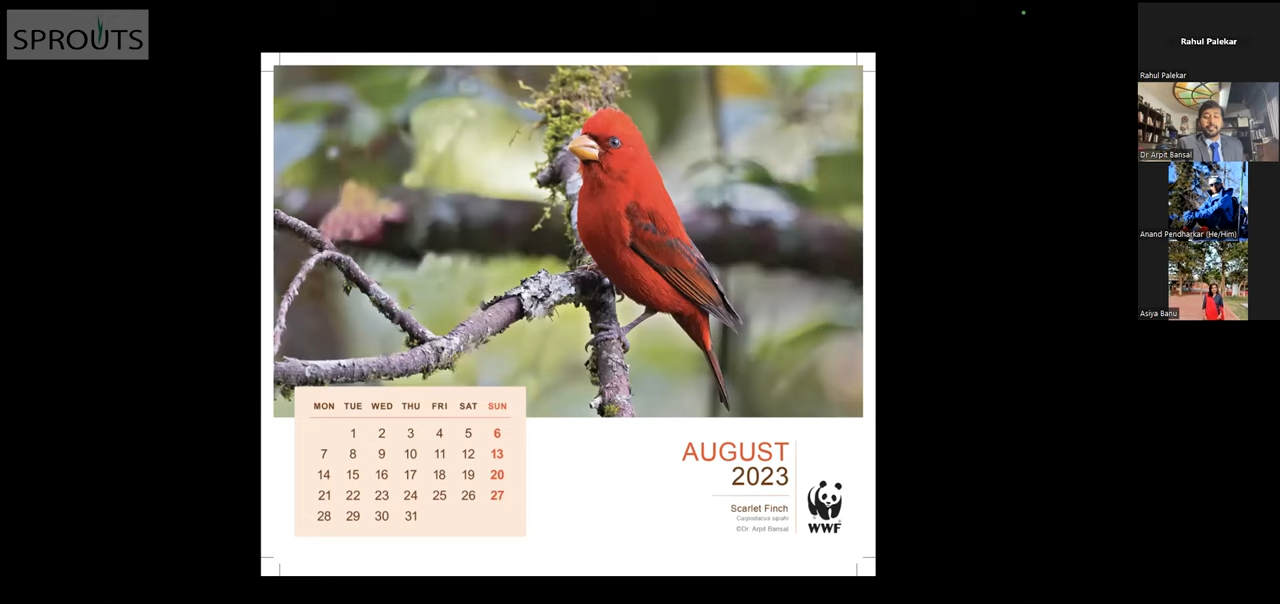 SPROUTS
Rahul Palekar
Rahul Palekar
Dr. Arpit Bansal
Anand Pendharkar (He/Him)
Asiya Banu
MON TUE WED THU FRI SAT SUN
1 2 3 4 5 6
7 8 9 10 11 12 13
14 15 16 17 18 19 20
21 22 23 24 25 26 27
28 29 30 31
AUGUST
2023
Scarlet Finch
Carpodacus sipahi
©Dr. Arpit Bansal
WWF